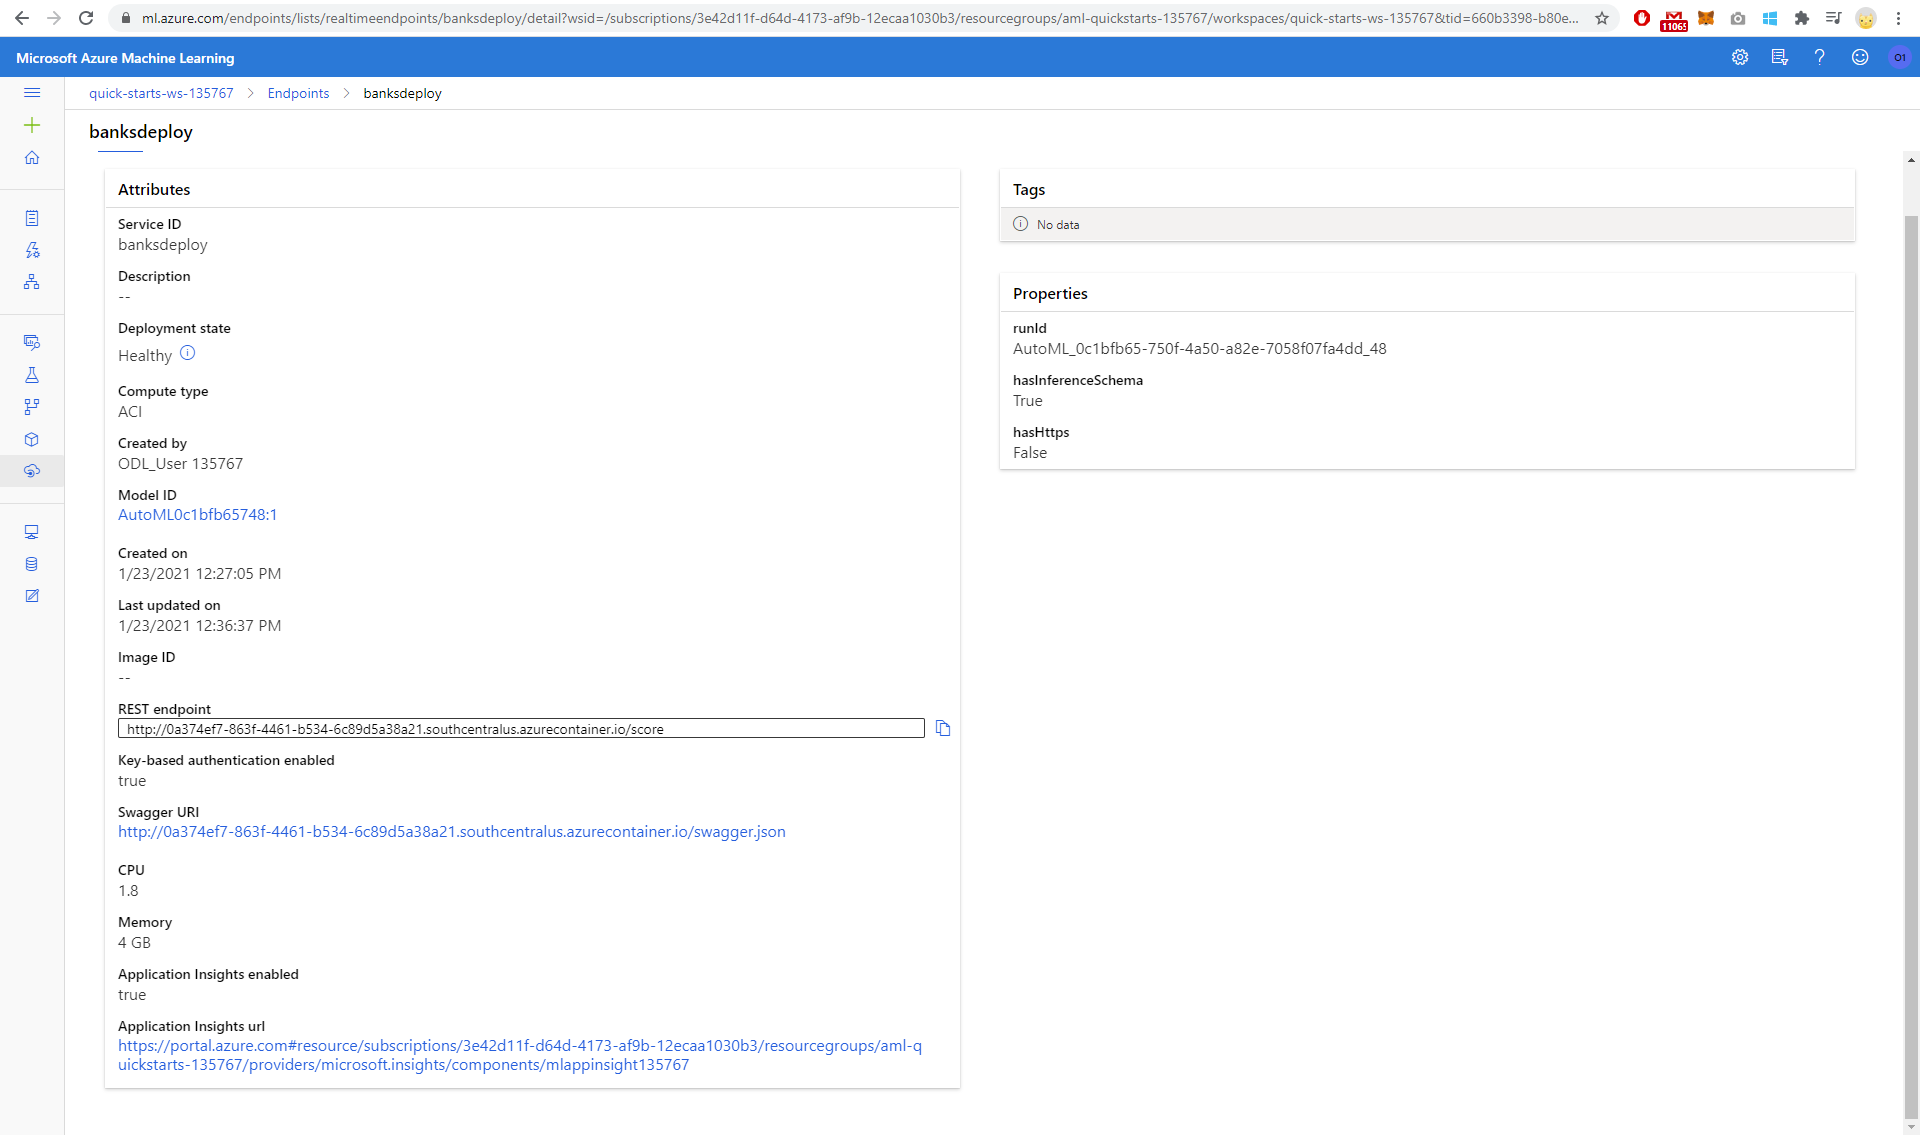 ml.azure.com/endpoints/lists/realtimeendpoints/banksdeploy/detail?wsid=/subscriptions/3e42d11f-d64d-4173-af9b-12ecaa1030b3/resourcegroups/aml-quickstarts-135767/workspaces/quick-starts-ws-135767&tid=660b3398-b80e...
11065
Microsoft Azure Machine Learning
O1
quick-starts-ws-135767 > Endpoints > banksdeploy
banksdeploy
Attributes
Service ID
banksdeploy
Description
--
Deployment state
Healthy
Compute type
ACI
Created by
ODL_User 135767
Model ID
AutoML0c1bfb65748:1
Created on
1/23/2021 12:27:05 PM
Last updated on
1/23/2021 12:36:37 PM
Image ID
--
REST endpoint
http://0a374ef7-863f-4461-b534-6c89d5a38a21.southcentralus.azurecontainer.io/score
Key-based authentication enabled
true
Swagger URI
http://0a374ef7-863f-4461-b534-6c89d5a38a21.southcentralus.azurecontainer.io/swagger.json
CPU
1.8
Memory
4 GB
Application Insights enabled
true
Application Insights url
https://portal.azure.com#resource/subscriptions/3e42d11f-d64d-4173-af9b-12ecaa1030b3/resourcegroups/aml-q
uickstarts-135767/providers/microsoft.insights/components/mlappinsight135767
Tags
No data
Properties
runId
AutoML_0c1bfb65-750f-4a50-a82e-7058f07fa4dd_48
hasInferenceSchema
True
hasHttps
False